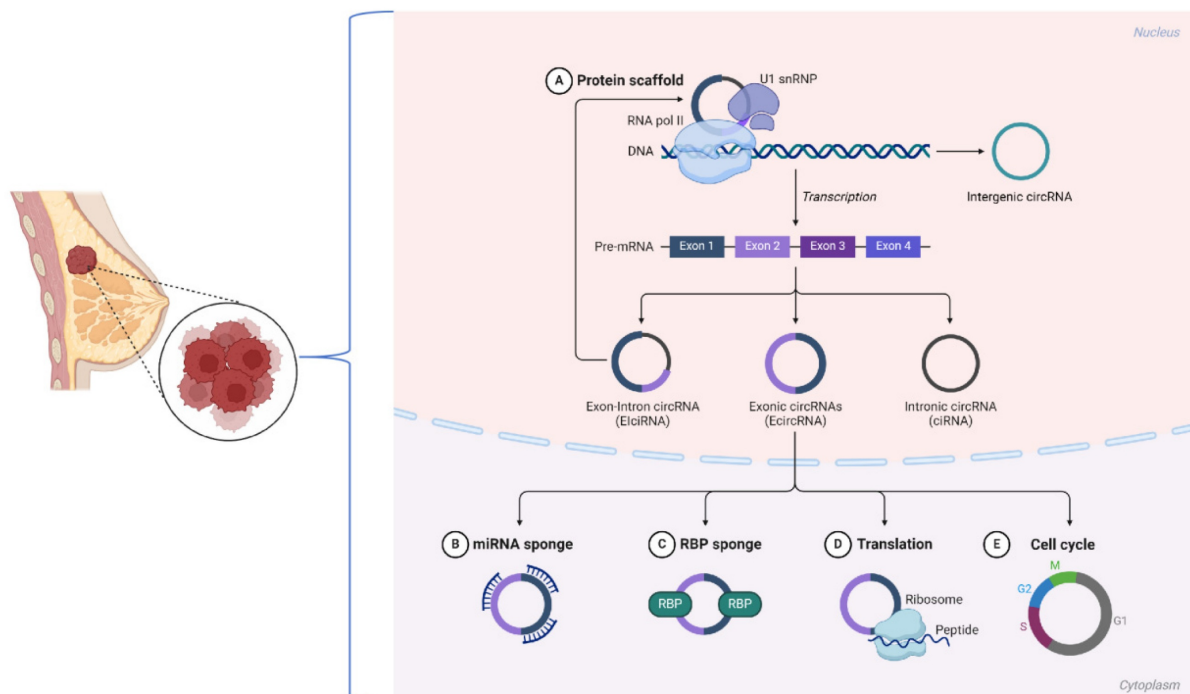 Nucleus
A Protein scaffold
U1 snRNP
RNA pol II
DNA
Intergenic circRNA
Transcription
Pre-mRNA
Exon 1
Exon 2
Exon 3
Exon 4
Exon-Intron circRNA
(EIciRNA)
Exonic circRNAs
(EcircRNA)
Intronic circRNA
(ciRNA)
B miRNA sponge
C RBP sponge
D Translation
E Cell cycle
RBP
RBP
Ribosome
Peptide
M
G2
S
G1
Cytoplasm